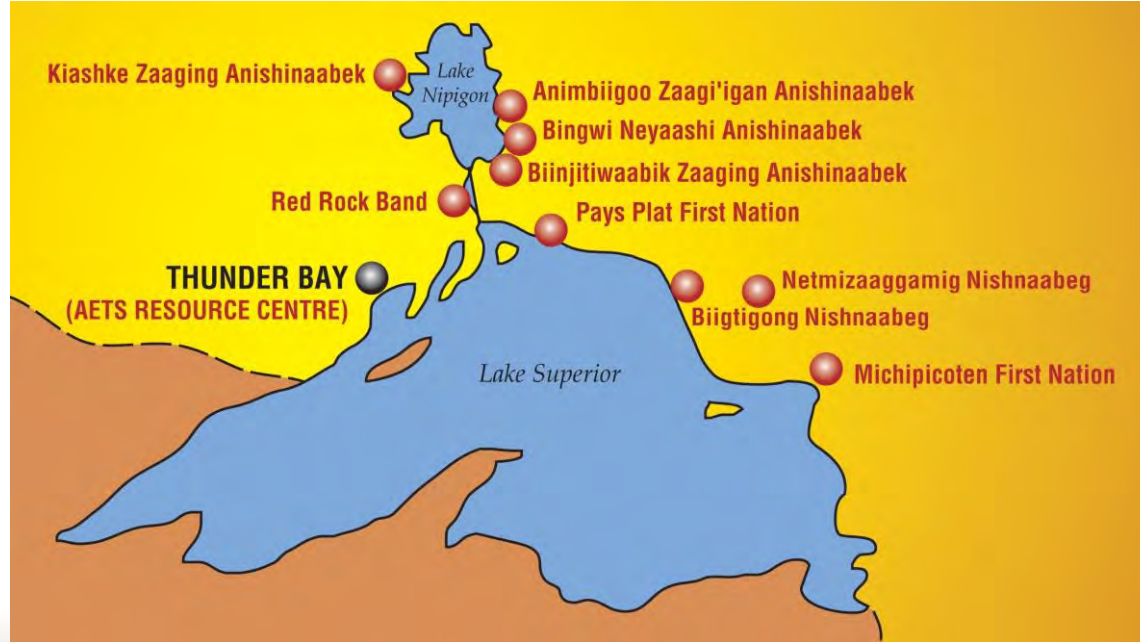 Kiashke Zaaging Anishinaabek
Lake
Nipigon
Animbiigoo Zaagi'igan Anishinaabek
Bingwi Neyaashi Anishinaabek
Biinjitiwaabik Zaaging Anishinaabek
Red Rock Band
Pays Plat First Nation
THUNDER BAY
(AETS RESOURCE CENTRE)
Netmizaaggamig Nishnaabeg
Biigtigong Nishnaabeg
Lake Superior
Michipicoten First Nation